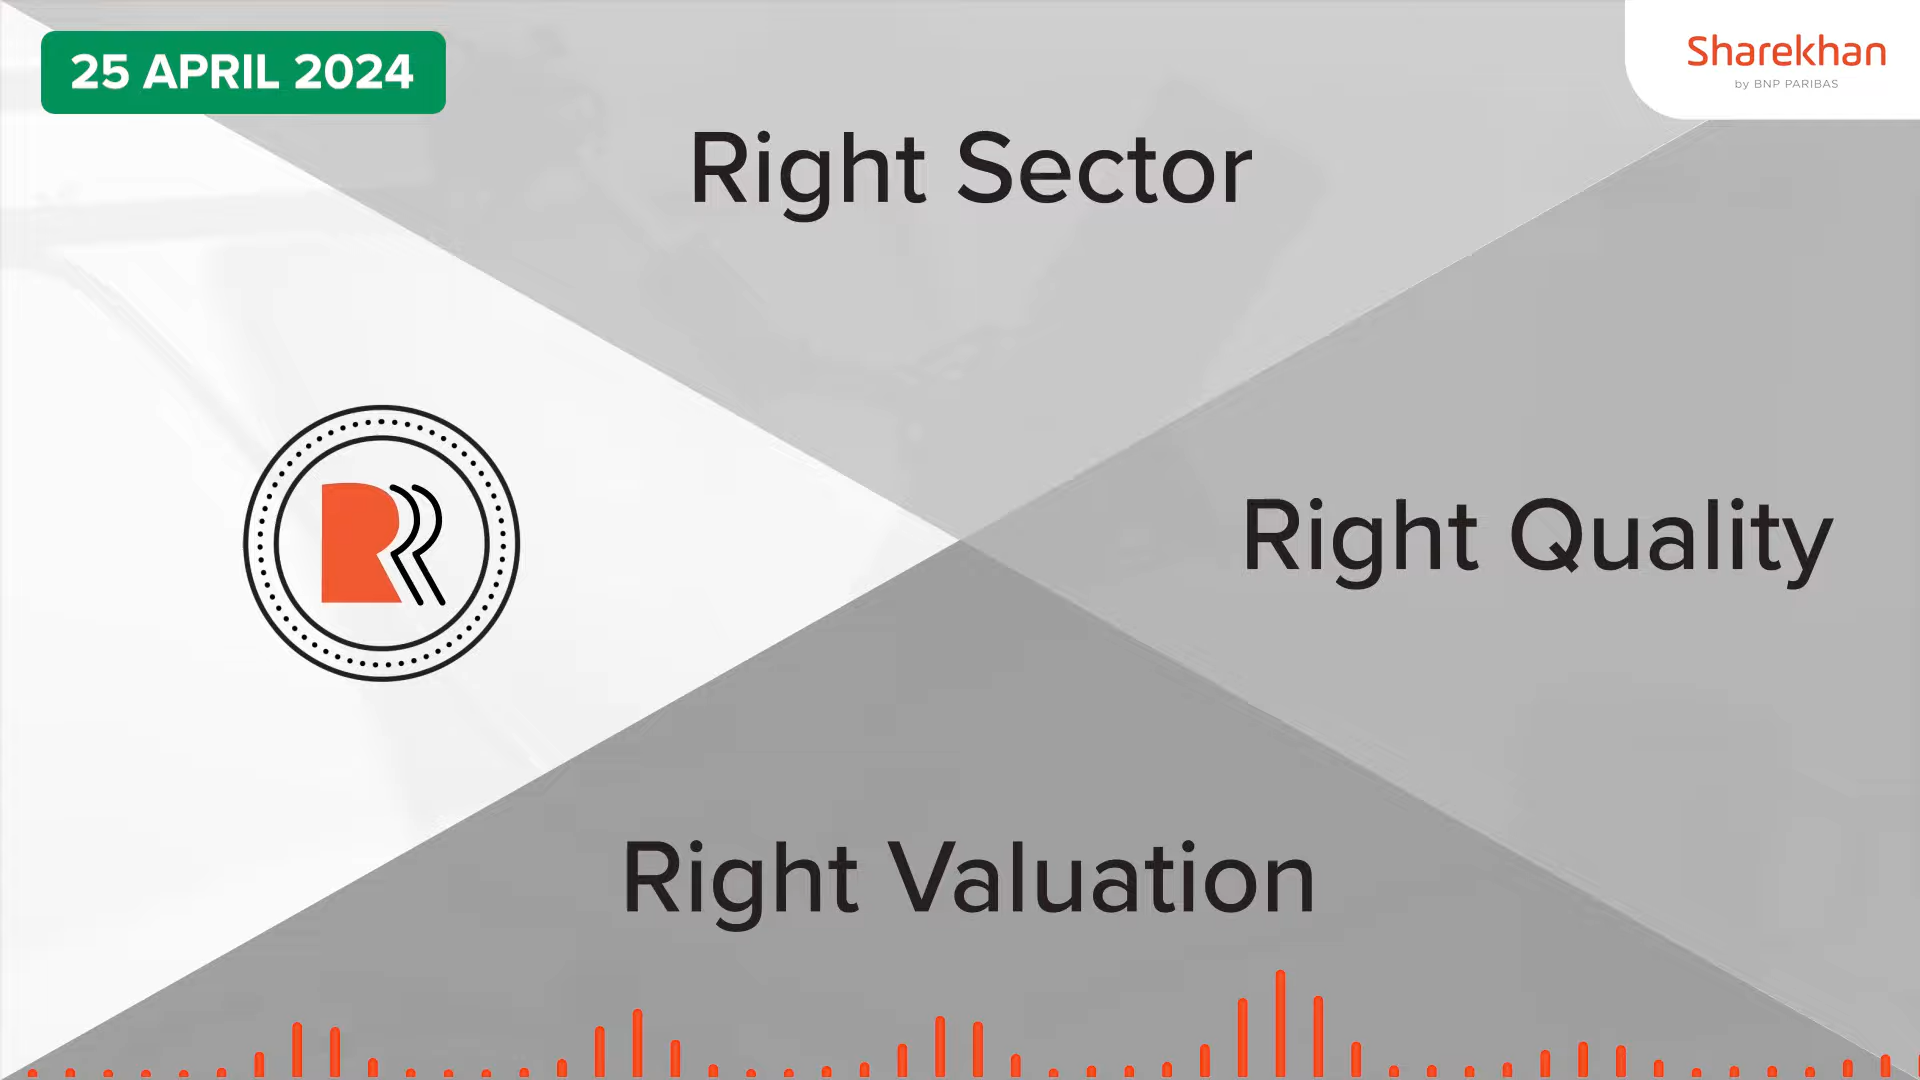 25 APRIL 2024
Sharekhan
by BNP PARIBAS
Right Sector
R
Right Quality
Right Valuation